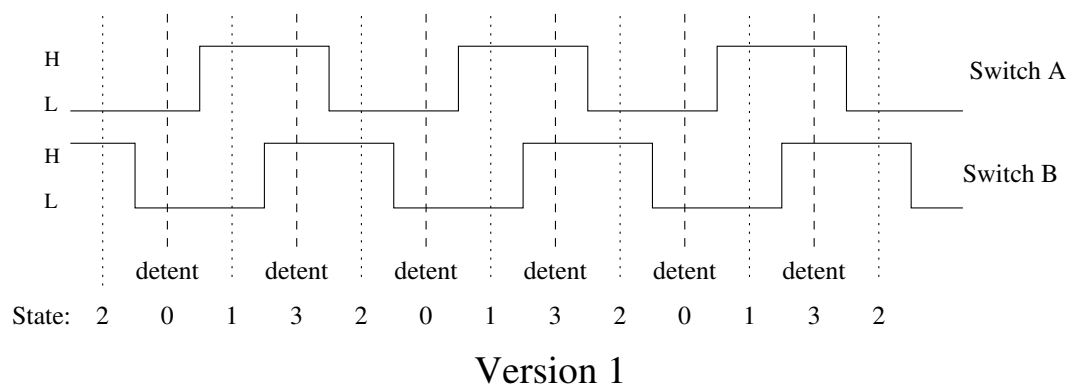 H
Switch A
L
H
Switch B
L
detent detent detent detent detent detent
State: 2 0 1 3 2 0 1 3 2 0 1 3 2
Version 1